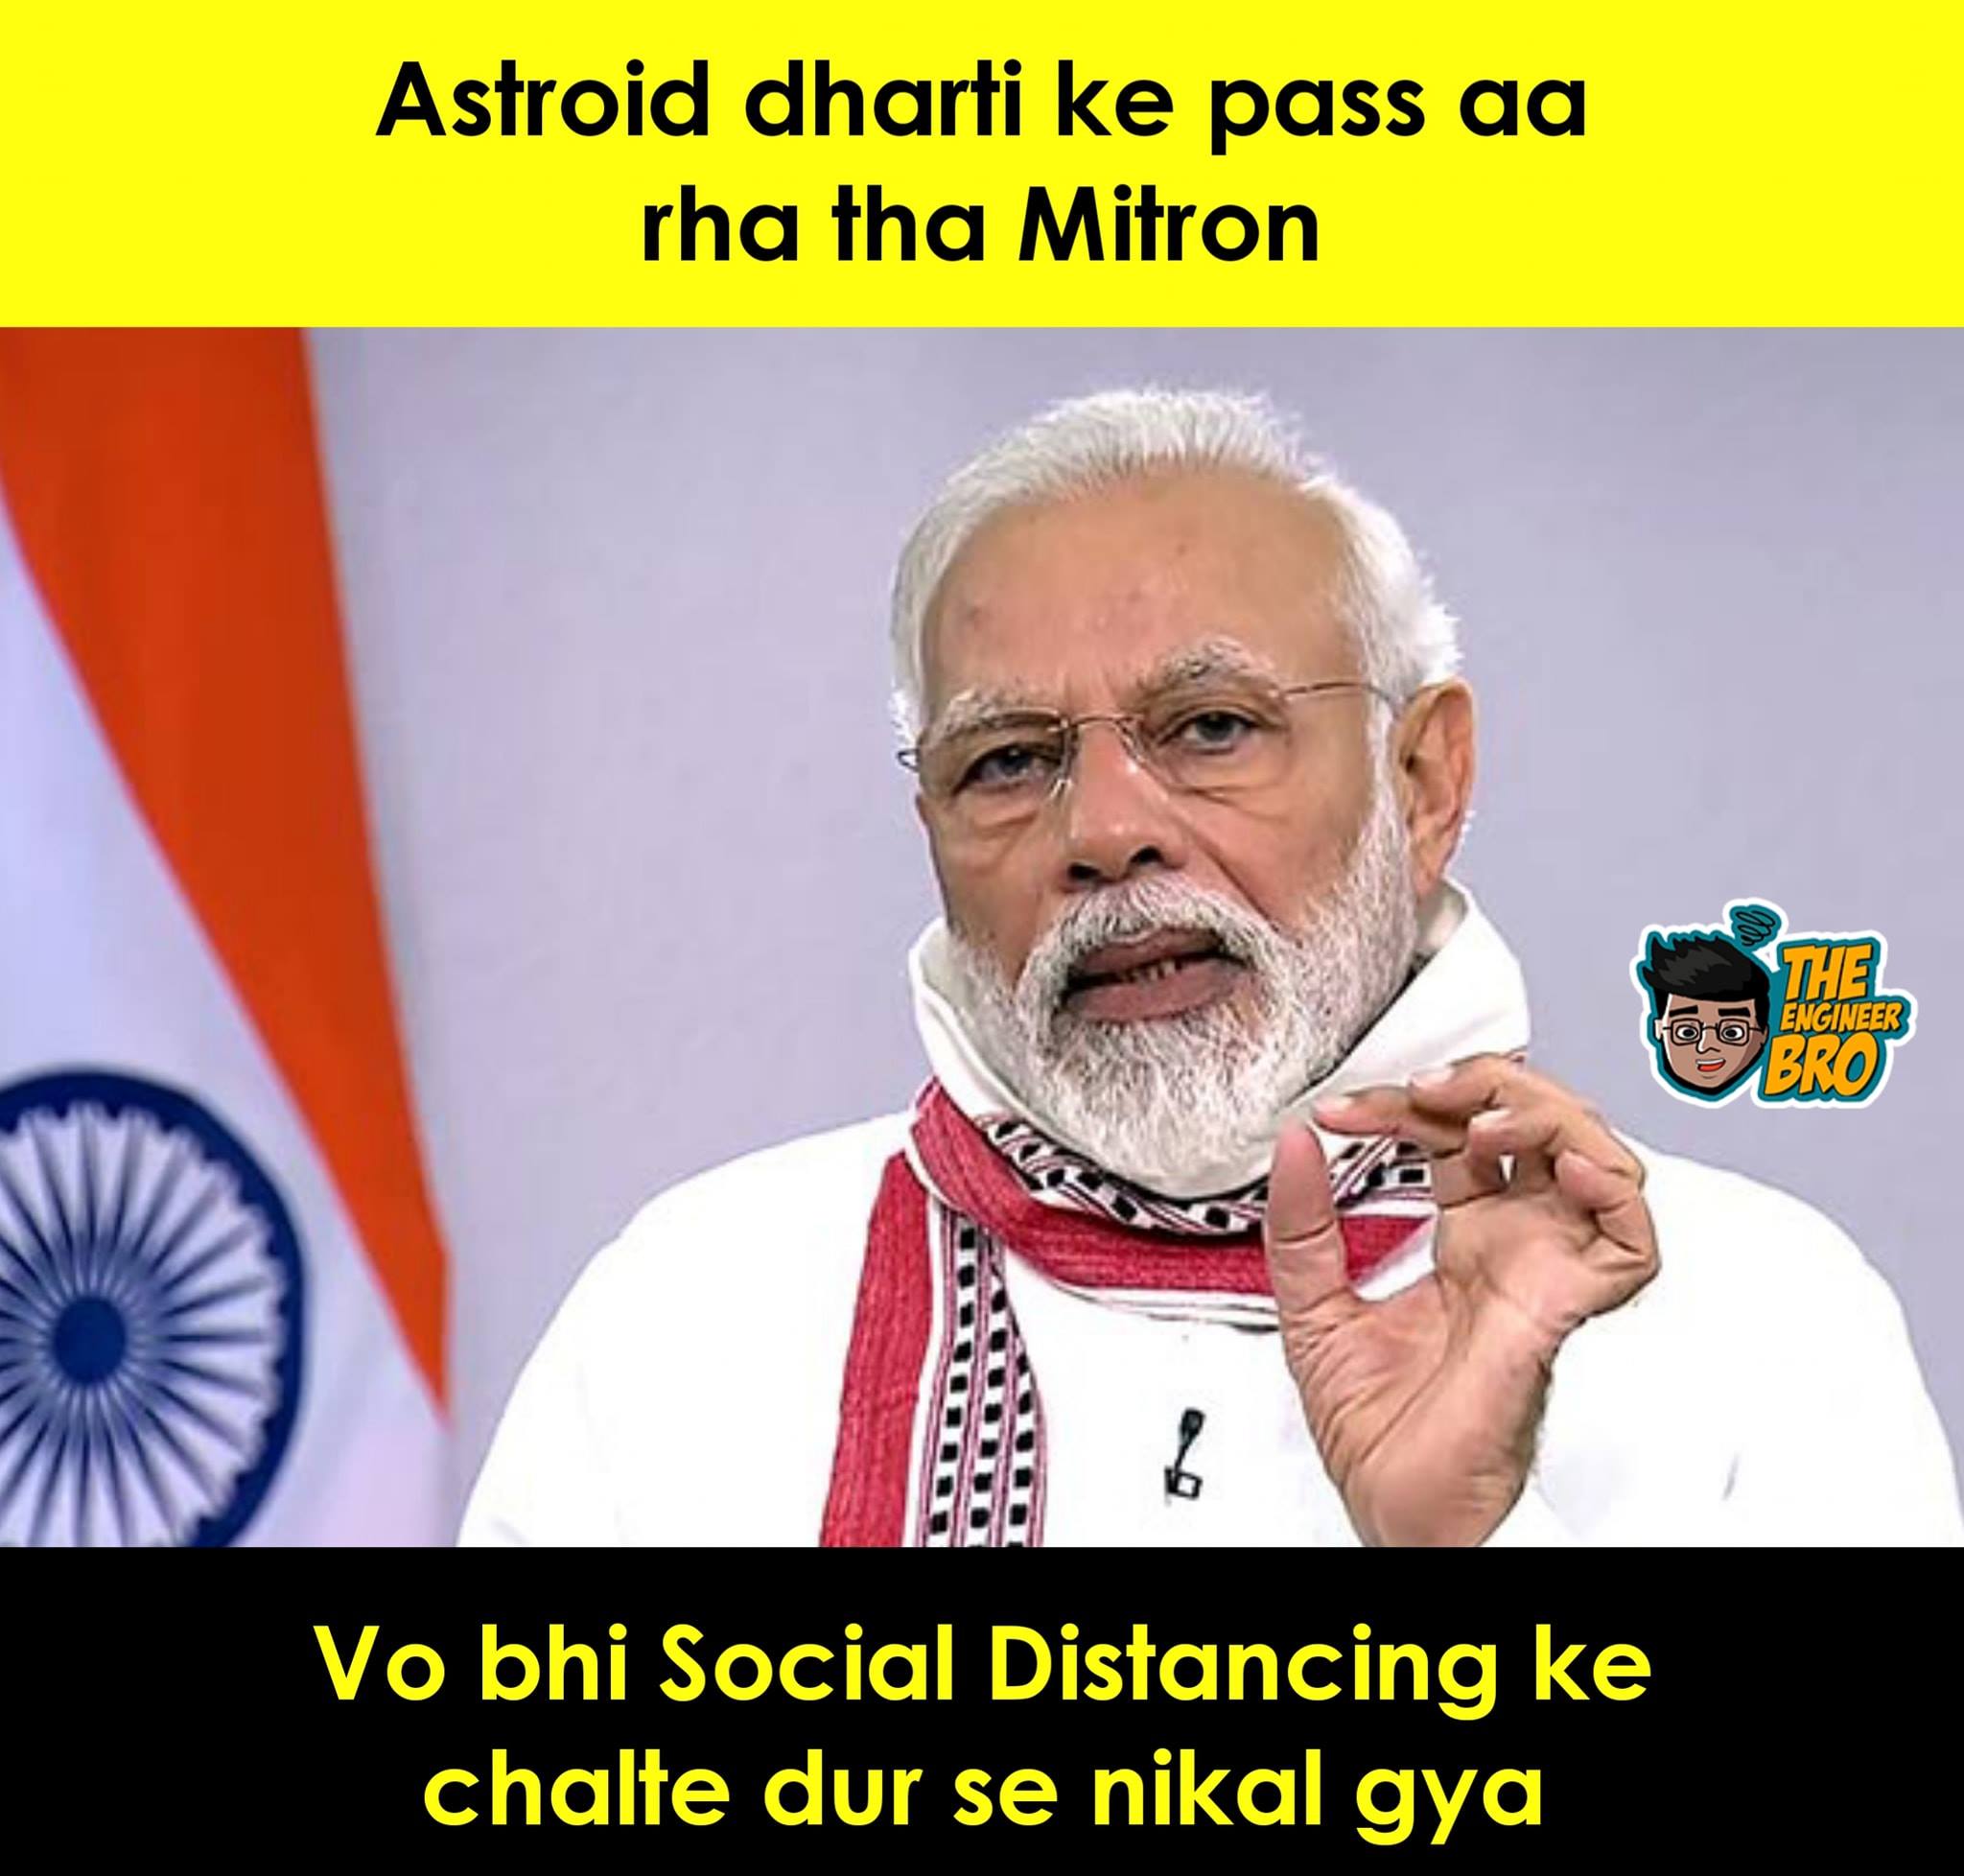 Astroid dharti ke pass aa
rha tha Mitron
THE
ENGINEER
BRO
Vo bhi Social Distancing ke
chalte dur se nikal gya